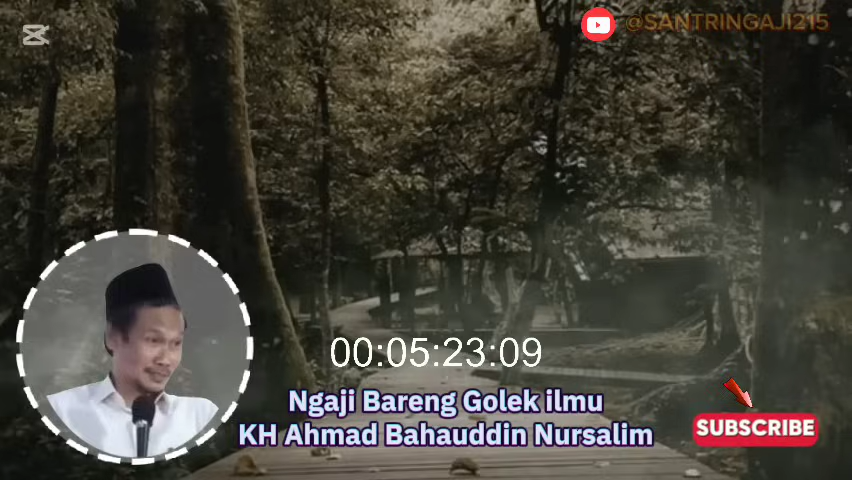 @SANTRINGAJI215
00:05:23:09
Ngaji Bareng Golek ilmu
KH Ahmad Bahauddin Nursalim
SUBSCRIBE